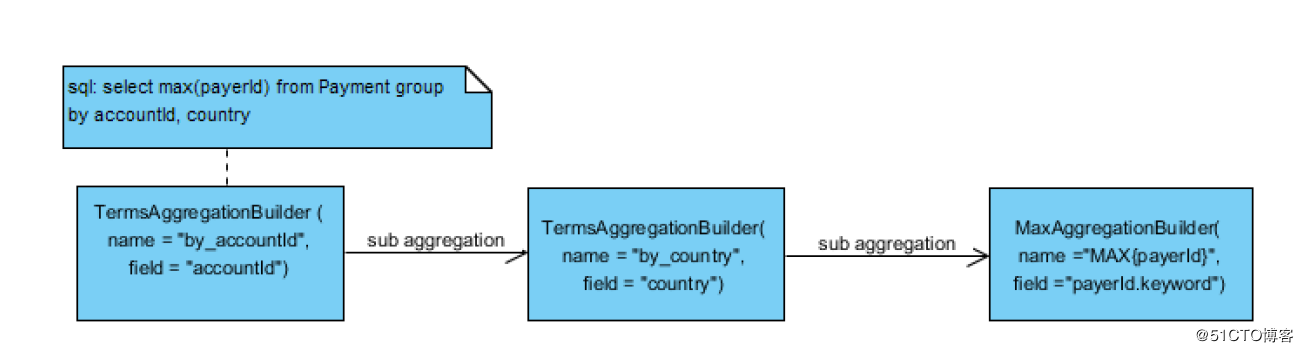 sql: select max(payerId) from Payment group
by accountId, country
TermsAggregationBuilder (
name = "by_accountId",
field = "accountId")
sub aggregation
TermsAggregationBuilder(
name = "by_country",
field = "country")
sub aggregation
MaxAggregationBuilder(
name ="MAX{payerId}",
field ="payerId.keyword")
@51CTO博客